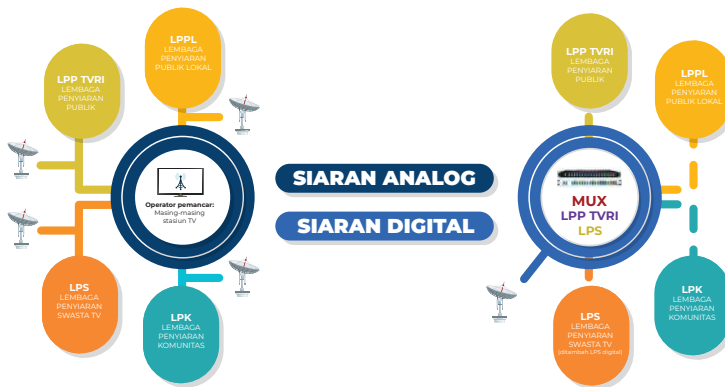 LPPL
LEMBAGA
PENYIARAN
PUBLIK LOKAL
LPP TVRI
LEMBAGA
PENYIARAN
PUBLIK
Operator pemancar:
Masing-masing
stasiun TV
LPS
LEMBAGA
PENYIARAN
SWASTA TV
LPK
LEMBAGA
PENYIARAN
KOMUNITAS
SIARAN ANALOG
SIARAN DIGITAL
LPP TVRI
LEMBAGA
PENYIARAN
PUBLIK
LPPL
LEMBAGA
PENYIARAN
PUBLIK LOKAL
MUX
LPP TVRI
LPS
LPS
LEMBAGA
PENYIARAN
SWASTA TV
(ditambah LPS digital)
LPK
LEMBAGA
PENYIARAN
KOMUNITAS